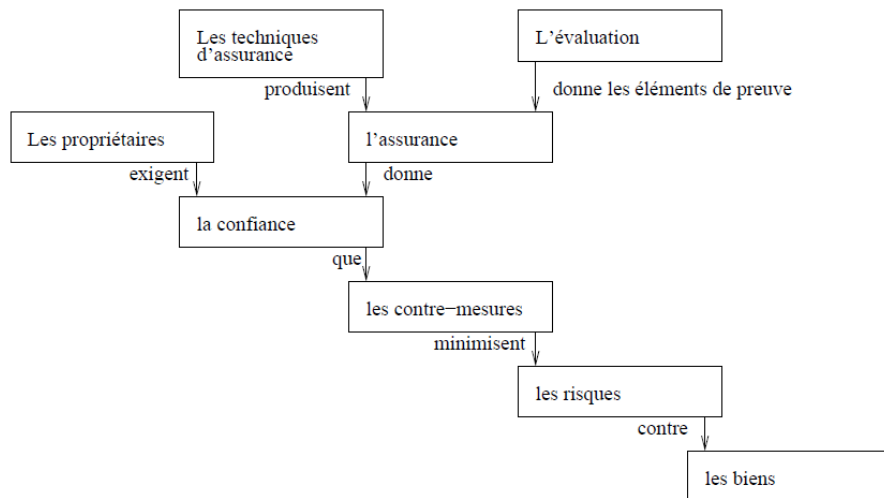 Les techniques
d'assurance
L'évaluation
produisent
donne les éléments de preuve
Les propriétaires
l'assurance
exigent
donne
la confiance
que
les contre−mesures
minimisent
les risques
contre
les biens